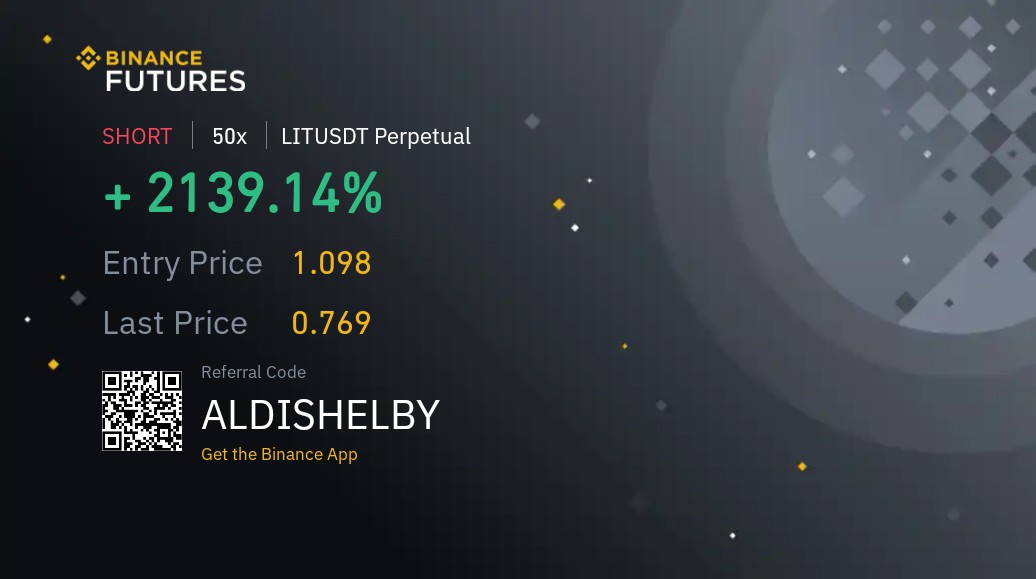 BINANCE
FUTURES
SHORT 50x LITUSDT Perpetual
+ 2139.14%
Entry Price 1.098
Last Price 0.769
Referral Code
ALDISHELBY
Get the Binance App